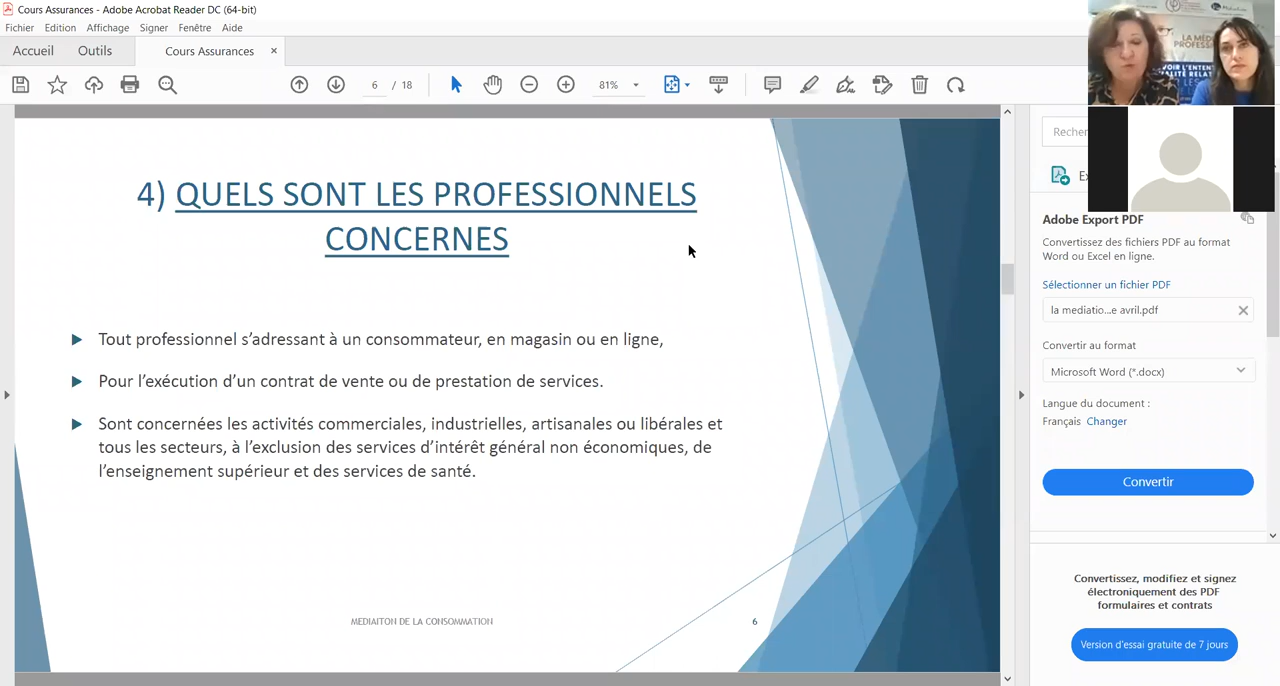 Cours Assurances - Adobe Acrobat Reader DC (64-bit)
Fichier Edition Affichage Signer Fenêtre Aide
Accueil Outils Cours Assurances ×
6 / 18 81%
4) QUELS SONT LES PROFESSIONNELS
CONCERNES
Tout professionnel s’adressant à un consommateur, en magasin ou en ligne,
Pour l’exécution d’un contrat de vente ou de prestation de services.
Sont concernées les activités commerciales, industrielles, artisanales ou libérales et
tous les secteurs, à l’exclusion des services d’intérêt général non économiques, de
l’enseignement supérieur et des services de santé.
MEDIAITON DE LA CONSOMMATION
6
Adobe Export PDF
Convertissez des fichiers PDF au format
Word ou Excel en ligne.
Sélectionner un fichier PDF
la mediatio...e avril.pdf
Convertir au format
Microsoft Word (*.docx)
Langue du document :
Français Changer
Convertir
Convertissez, modifiez et signez
électroniquement des PDF
formulaires et contrats
Version d'essai gratuite de 7 jours